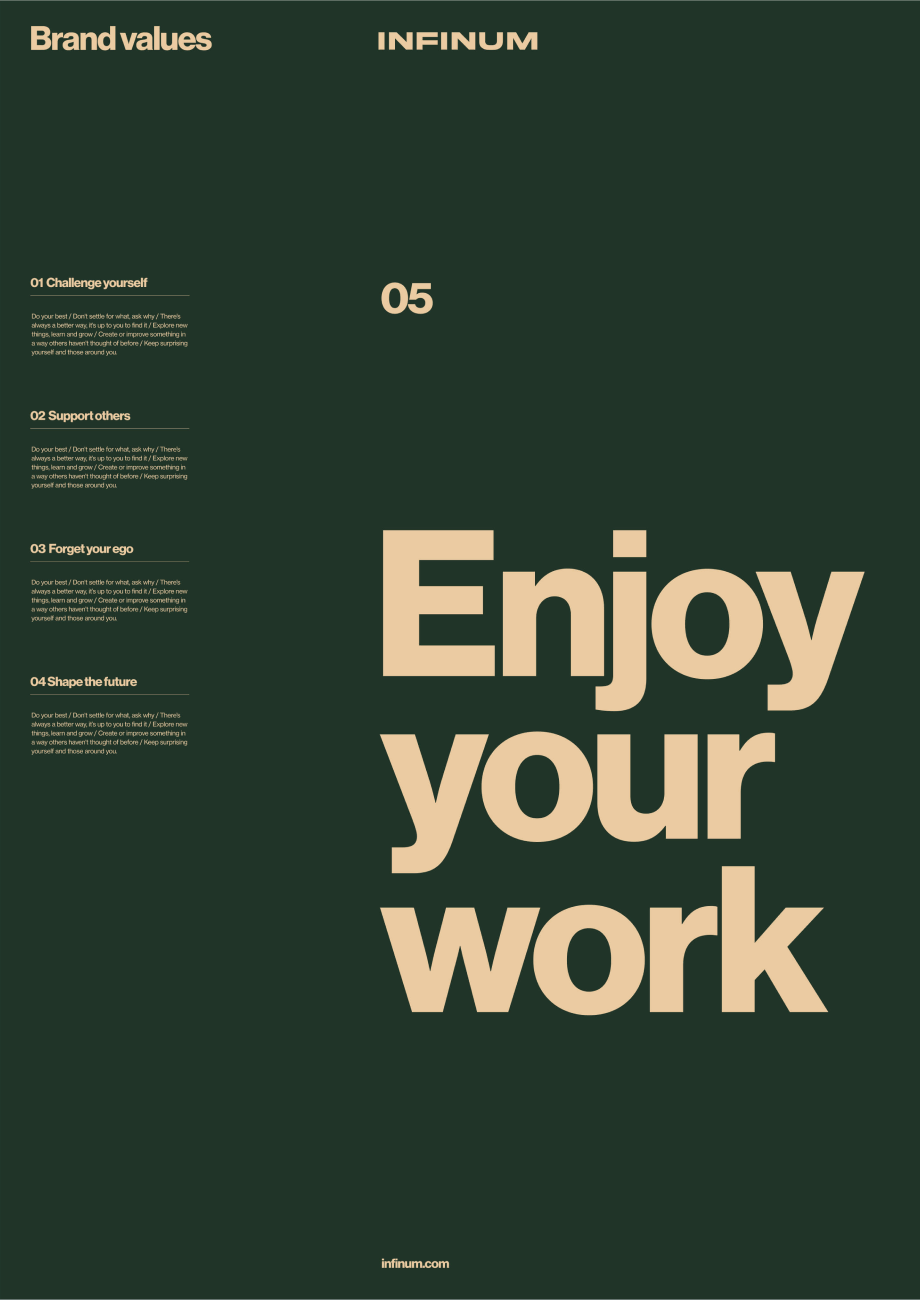 Brand values
INFINUM
01 Challenge yourself
Do your best / Don't settle for what, ask why / There's
always a better way, it's up to you to find it / Explore new
things, learn and grow / Create or improve something in
a way others haven't thought of before / Keep surprising
yourself and those around you.
02 Support others
Do your best / Don't settle for what, ask why / There's
always a better way, it's up to you to find it / Explore new
things, learn and grow / Create or improve something in
a way others haven't thought of before / Keep surprising
yourself and those around you.
03 Forget your ego
Do your best / Don't settle for what, ask why / There's
always a better way, it's up to you to find it / Explore new
things, learn and grow / Create or improve something in
a way others haven't thought of before / Keep surprising
yourself and those around you.
04 Shape the future
Do your best / Don't settle for what, ask why / There's
always a better way, it's up to you to find it / Explore new
things, learn and grow / Create or improve something in
a way others haven't thought of before / Keep surprising
yourself and those around you.
05
Enjoy
your
work
infinum.com